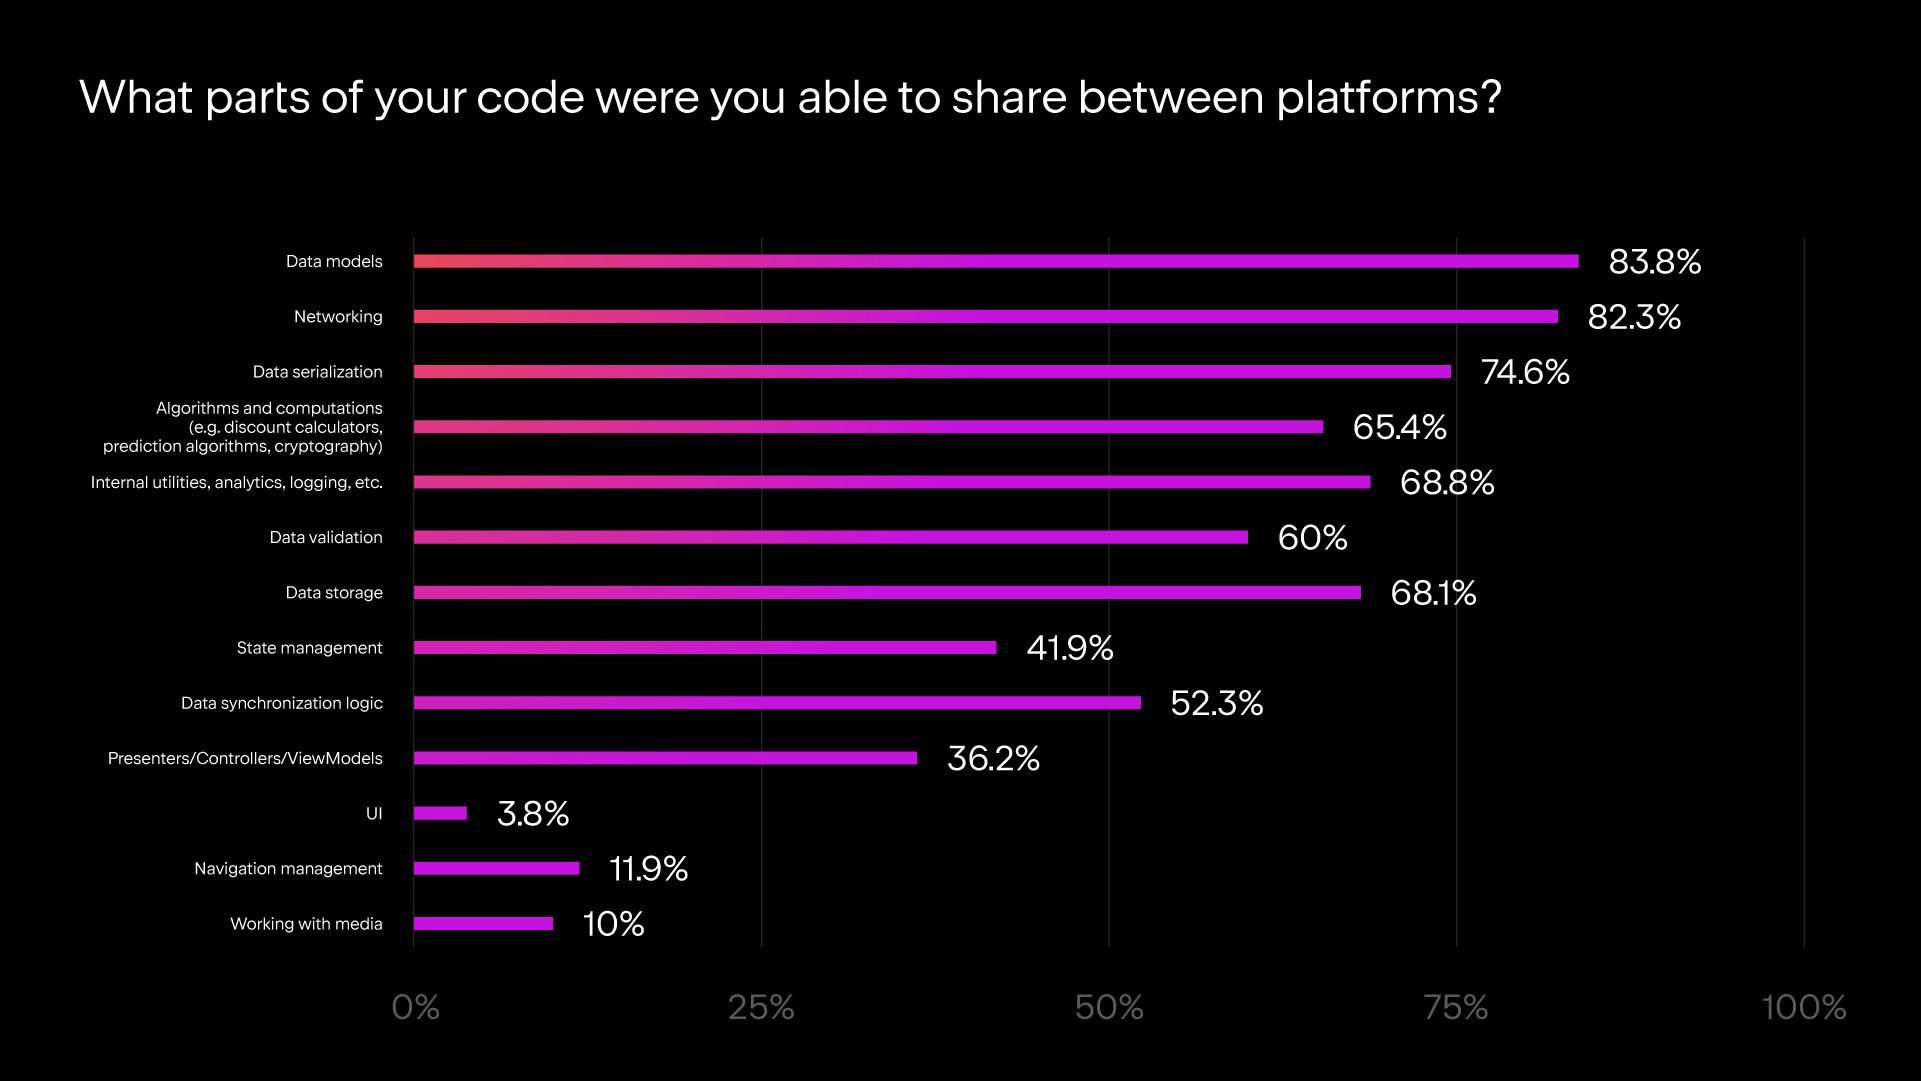 What parts of your code were you able to share between platforms?
Data models
83.8%
Networking
82.3%
Data serialization
74.6%
Algorithms and computations
(e.g. discount calculators,
prediction algorithms, cryptography)
65.4%
Internal utilities, analytics, logging, etc.
68.8%
Data validation
60%
Data storage
68.1%
State management
41.9%
Data synchronization logic
52.3%
Presenters/Controllers/ViewModels
36.2%
UI
3.8%
Navigation management
11.9%
Working with media
10%
0% 25% 50% 75% 100%